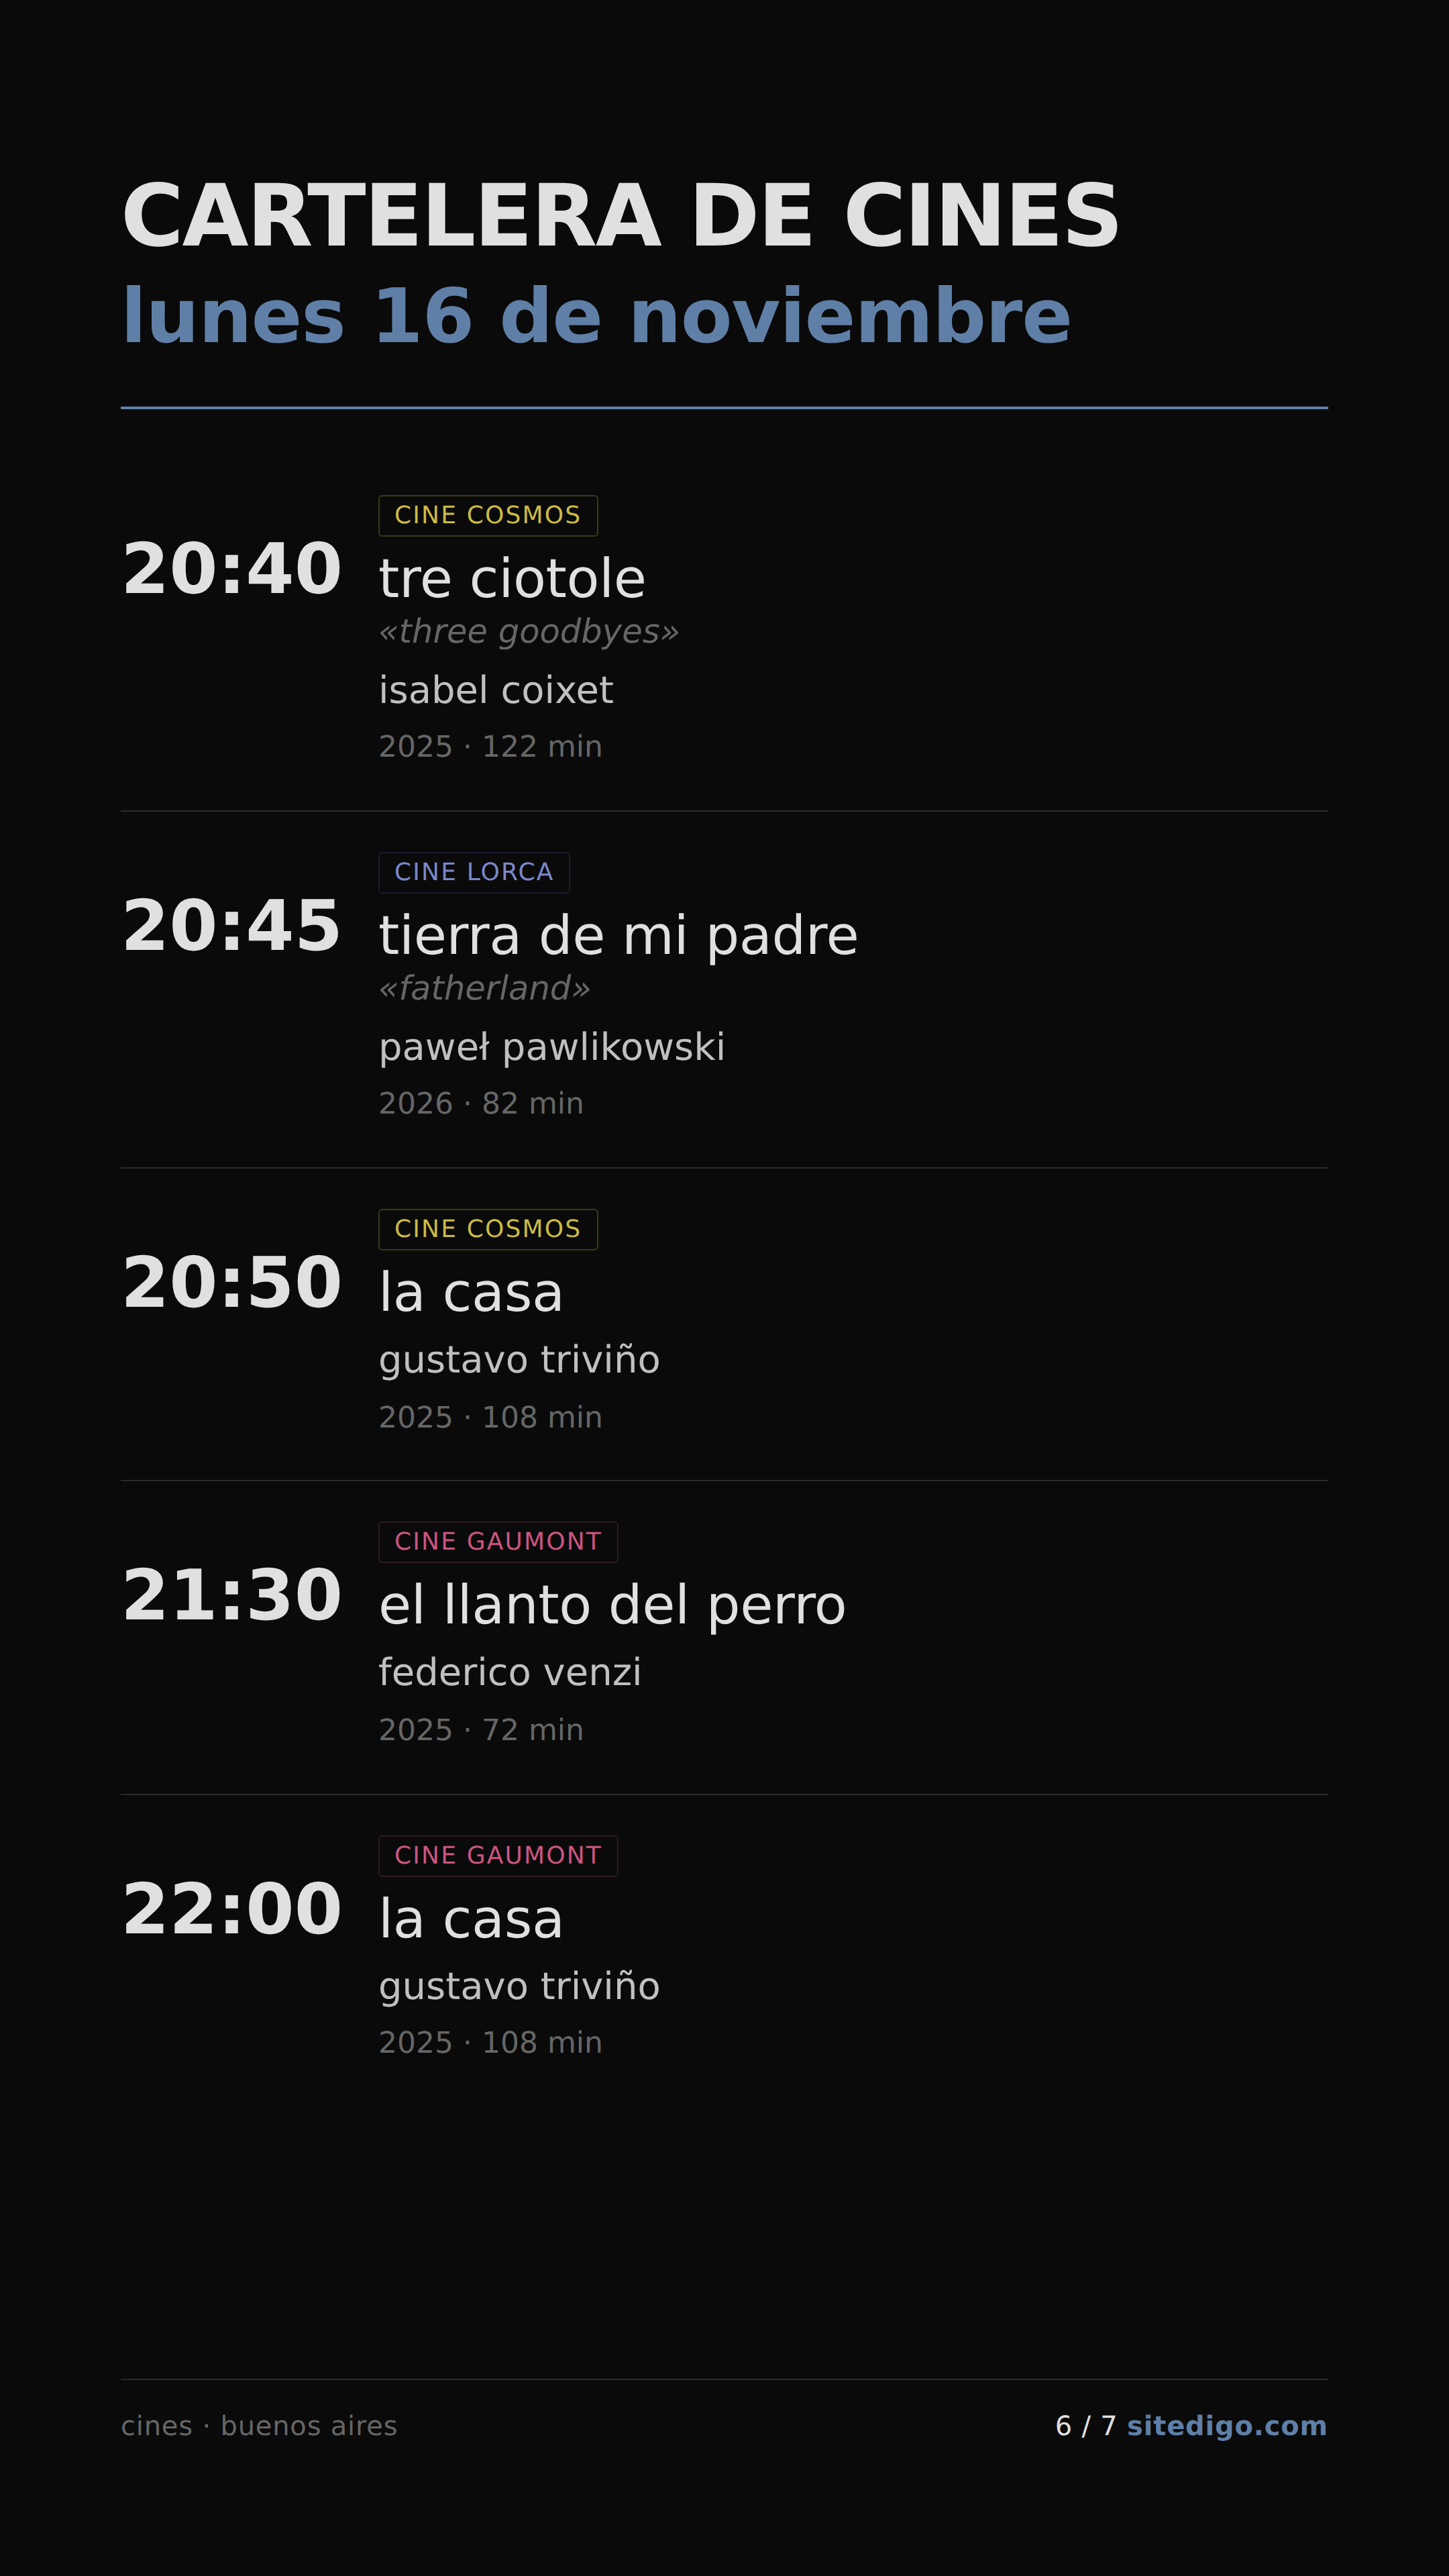 CARTELERA DE CINES
lunes 16 de noviembre
CINE COSMOS
20:40
tre ciotole
«three goodbyes»
isabel coixet
2025 · 122 min
CINE LORCA
20:45
tierra de mi padre
«fatherland»
paweł pawlikowski
2026 · 82 min
CINE COSMOS
20:50
la casa
gustavo triviño
2025 · 108 min
CINE GAUMONT
21:30
el llanto del perro
federico venzi
2025 · 72 min
CINE GAUMONT
22:00
la casa
gustavo triviño
2025 · 108 min
cines · buenos aires
6 / 7 sitedigo.com